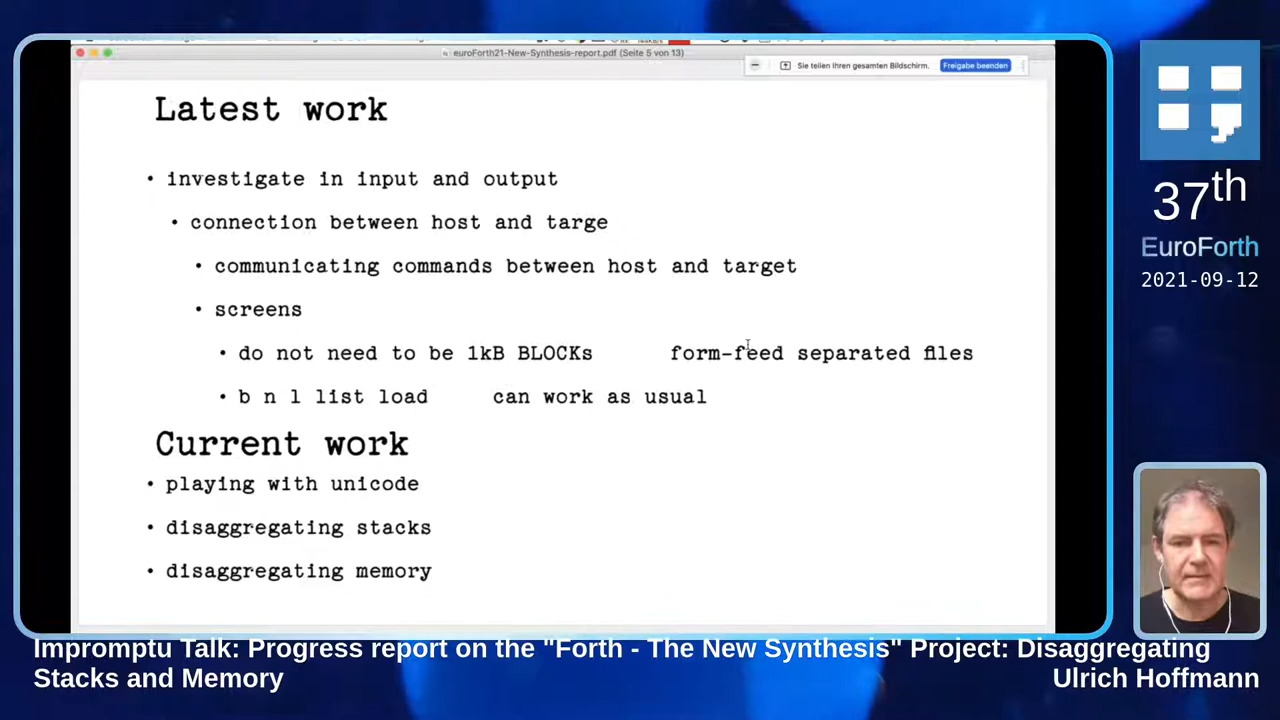 euroForth21-New-Synthesis-report.pdf (Seite 5 von 13)
Sie teilen Ihren gesamten Bildschirm.
Freigabe beenden
Latest work
• investigate in input and output
• connection between host and targe
• communicating commands between host and target
• screens
• do not need to be 1kB BLOCKs form-feed separated files
• b n l list load can work as usual
Current work
• playing with unicode
• disaggregating stacks
• disaggregating memory
37th
EuroForth
2021-09-12
Impromptu Talk: Progress report on the "Forth - The New Synthesis" Project: Disaggregating
Stacks and Memory
Ulrich Hoffmann